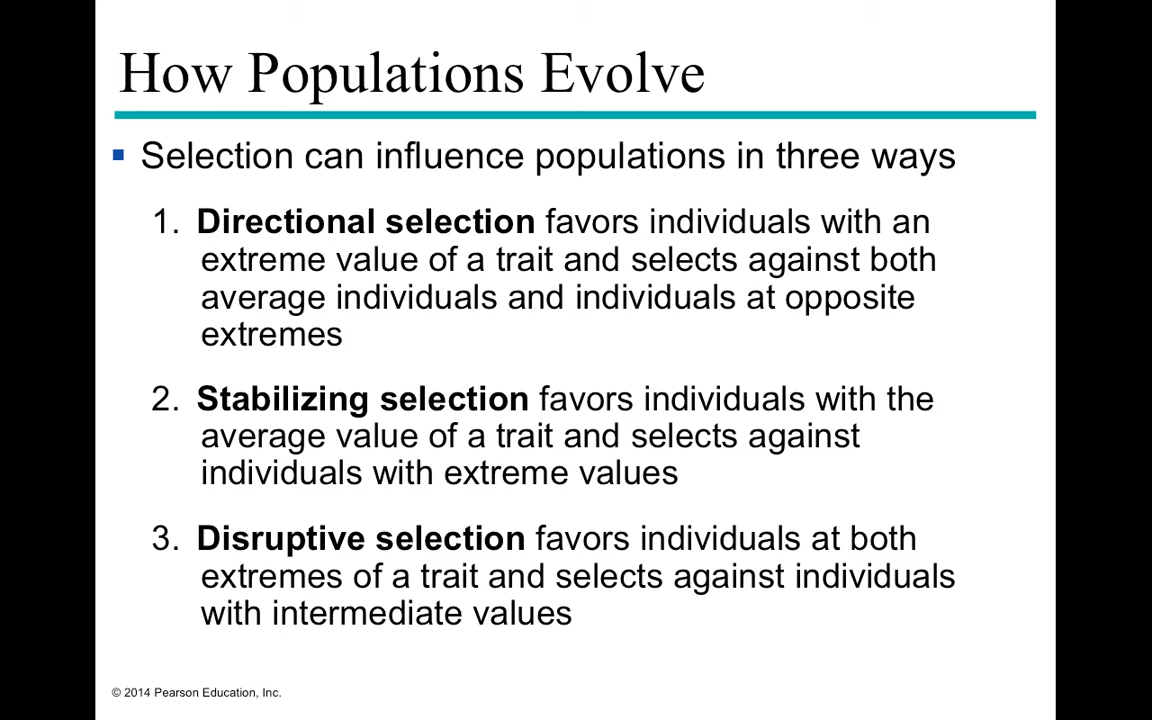 How Populations Evolve
▪ Selection can influence populations in three ways
1. Directional selection favors individuals with an
extreme value of a trait and selects against both
average individuals and individuals at opposite
extremes
2. Stabilizing selection favors individuals with the
average value of a trait and selects against
individuals with extreme values
3. Disruptive selection favors individuals at both
extremes of a trait and selects against individuals
with intermediate values
© 2014 Pearson Education, Inc.